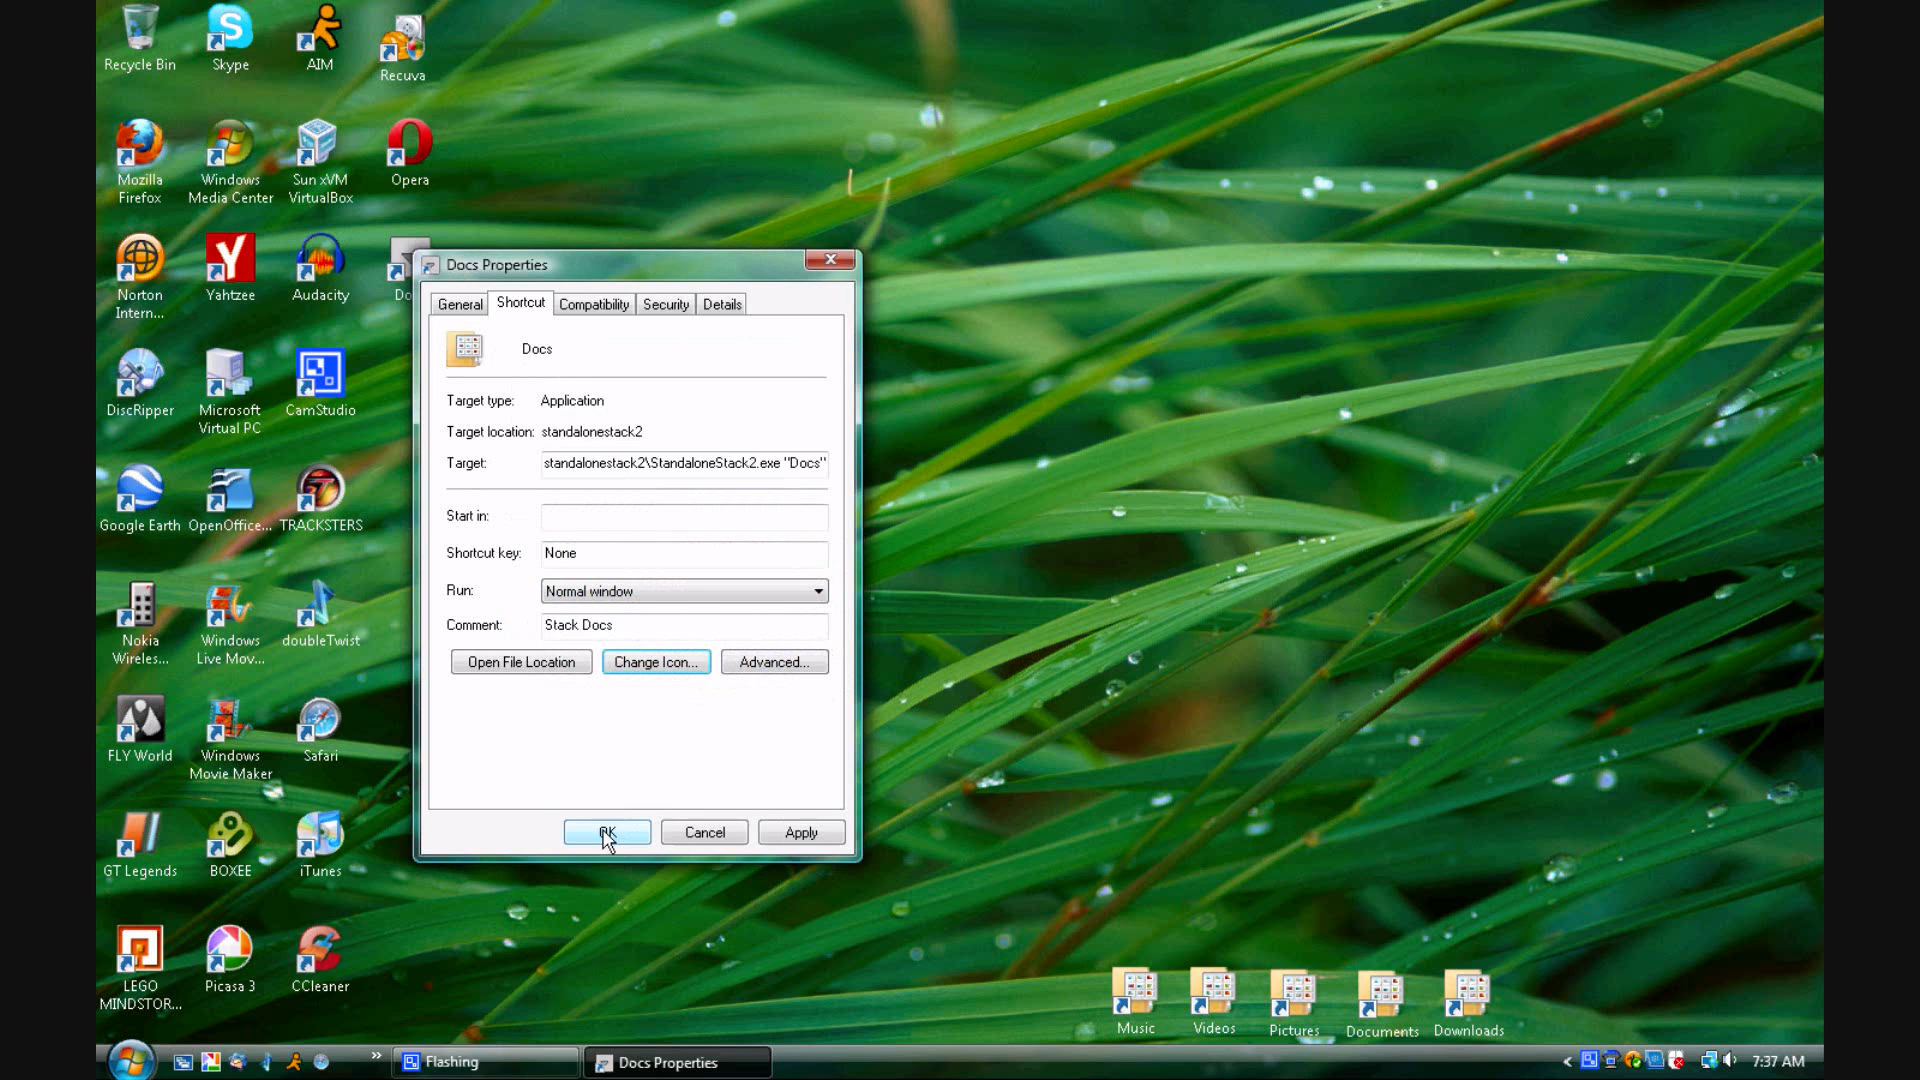 Recycle Bin
Skype
AIM
Recuva
Mozilla
Firefox
Windows
Media Center
Sun xVM
VirtualBox
Opera
Norton
Intern...
Yahtzee
Audacity
Do
DiscRipper
Microsoft
Virtual PC
CamStudio
Google Earth
OpenOffice...
TRACKSTERS
Nokia
Wireles...
Windows
Live Mov...
doubleTwist
FLY World
Windows
Movie Maker
Safari
GT Legends
BOXEE
iTunes
LEGO
MINDSTOR...
Picasa 3
CCleaner
Docs Properties
General
Shortcut
Compatibility
Security
Details
Docs
Target type: Application
Target location: standalonestack2
Target: standalonestack2\StandaloneStack2.exe "Docs"
Start in:
Shortcut key: None
Run: Normal window
Comment: Stack Docs
Open File Location
Change Icon...
Advanced...
OK
Cancel
Apply
Music
Videos
Pictures
Documents
Downloads
Flashing
Docs Properties
7:37 AM